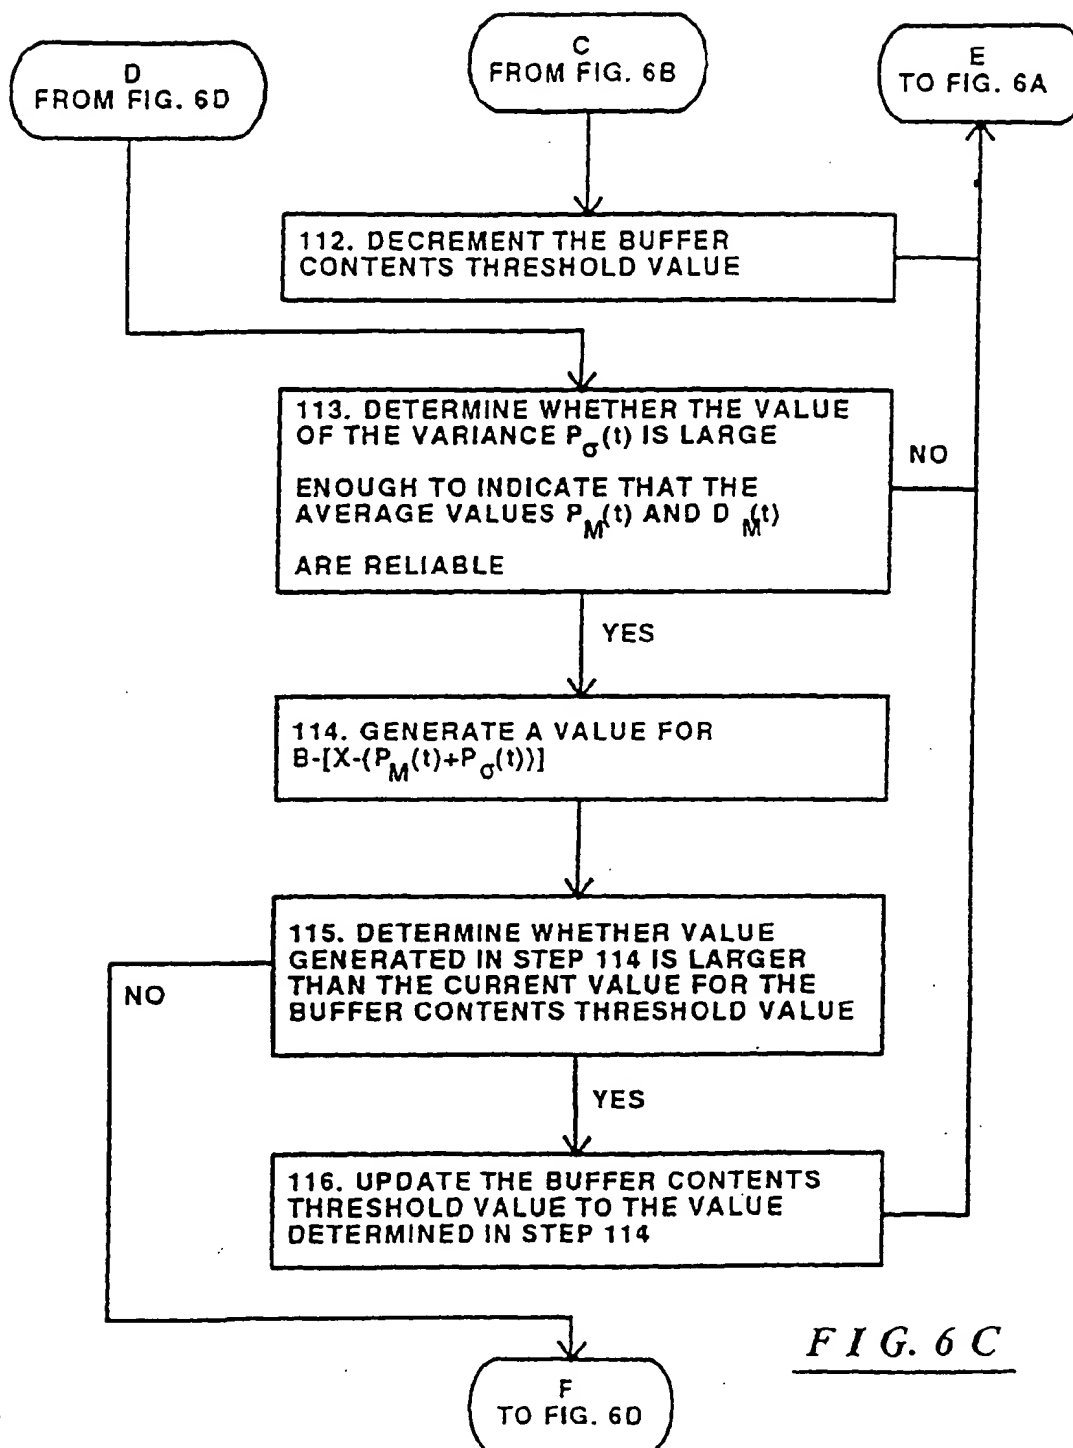 D
FROM FIG. 6D
C
FROM FIG. 6B
E
TO FIG. 6A
112. DECREMENT THE BUFFER
CONTENTS THRESHOLD VALUE
113. DETERMINE WHETHER THE VALUE
OF THE VARIANCE Pσ(t) IS LARGE
ENOUGH TO INDICATE THAT THE
AVERAGE VALUES PM(t) AND D M(t)
ARE RELIABLE
NO
YES
114. GENERATE A VALUE FOR
B-[X-(PM(t)+Pσ(t))]
115. DETERMINE WHETHER VALUE
GENERATED IN STEP 114 IS LARGER
THAN THE CURRENT VALUE FOR THE
BUFFER CONTENTS THRESHOLD VALUE
NO
YES
116. UPDATE THE BUFFER CONTENTS
THRESHOLD VALUE TO THE VALUE
DETERMINED IN STEP 114
FIG. 6C
F
TO FIG. 6D